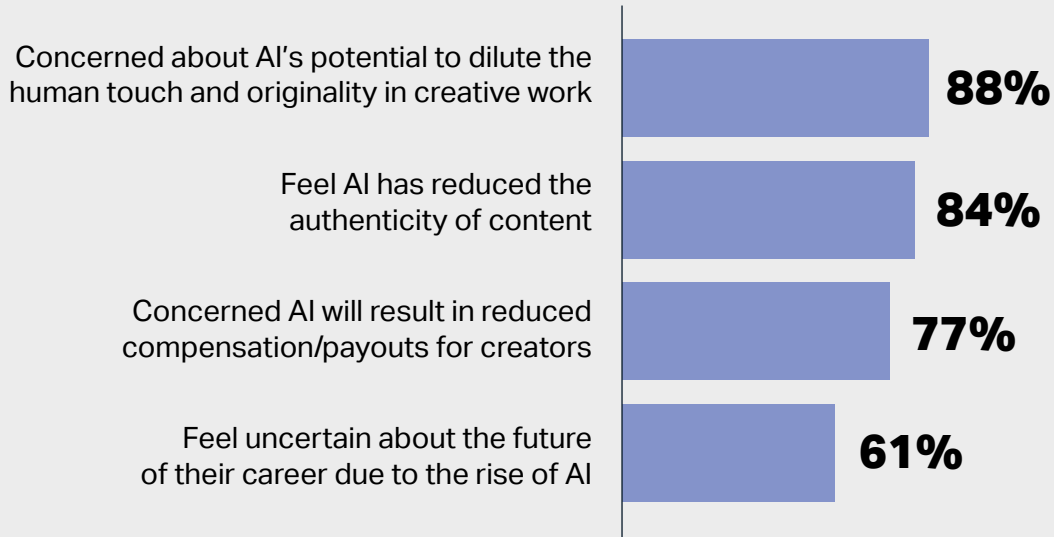 Concerned about AI’s potential to dilute the
human touch and originality in creative work
88%
Feel AI has reduced the
authenticity of content
84%
Concerned AI will result in reduced
compensation/payouts for creators
77%
Feel uncertain about the future
of their career due to the rise of AI
61%